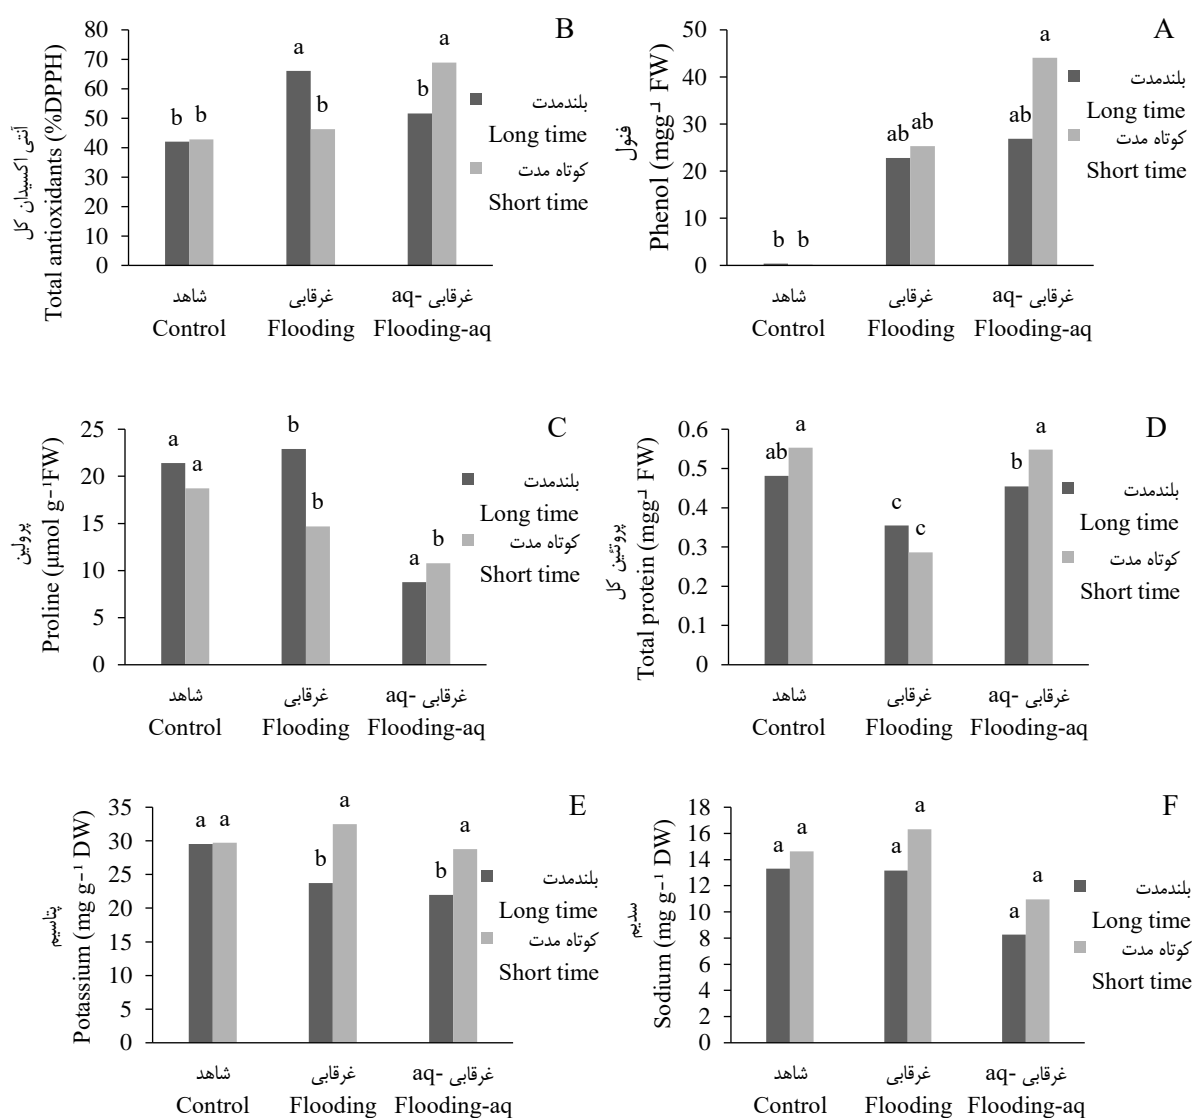 B
آنتی اکسیدان کل
Total antioxidants (%DPPH)
80
70
60
50
40
30
20
10
0
b b
a b
b a
بلندمدت
Long time
کوتاه مدت
Short time
شاهد
Control
غرقابی
Flooding
غرقابی -aq
Flooding-aq
A
فنول
Phenol (mgg⁻¹ FW)
50
40
30
20
10
0
b b
ab ab
ab a
بلندمدت
Long time
کوتاه مدت
Short time
شاهد
Control
غرقابی
Flooding
غرقابی -aq
Flooding-aq
C
پرولین
Proline (µmol g⁻¹FW)
25
20
15
10
5
0
a a
b b
a b
بلندمدت
Long time
کوتاه مدت
Short time
شاهد
Control
غرقابی
Flooding
غرقابی -aq
Flooding-aq
D
پروتئین کل
Total protein (mgg⁻¹ FW)
0.6
0.5
0.4
0.3
0.2
0.1
0
ab a
c c
b a
بلندمدت
Long time
کوتاه مدت
Short time
شاهد
Control
غرقابی
Flooding
غرقابی -aq
Flooding-aq
E
پتاسیم
Potassium (mg g⁻¹ DW)
35
30
25
20
15
10
5
0
a a
b a
b a
بلندمدت
Long time
کوتاه مدت
Short time
شاهد
Control
غرقابی
Flooding
غرقابی -aq
Flooding-aq
F
سدیم
Sodium (mg g⁻¹ DW)
18
16
14
12
10
8
6
4
2
0
a a
a a
a a
بلندمدت
Long time
کوتاه مدت
Short time
شاهد
Control
غرقابی
Flooding
غرقابی -aq
Flooding-aq